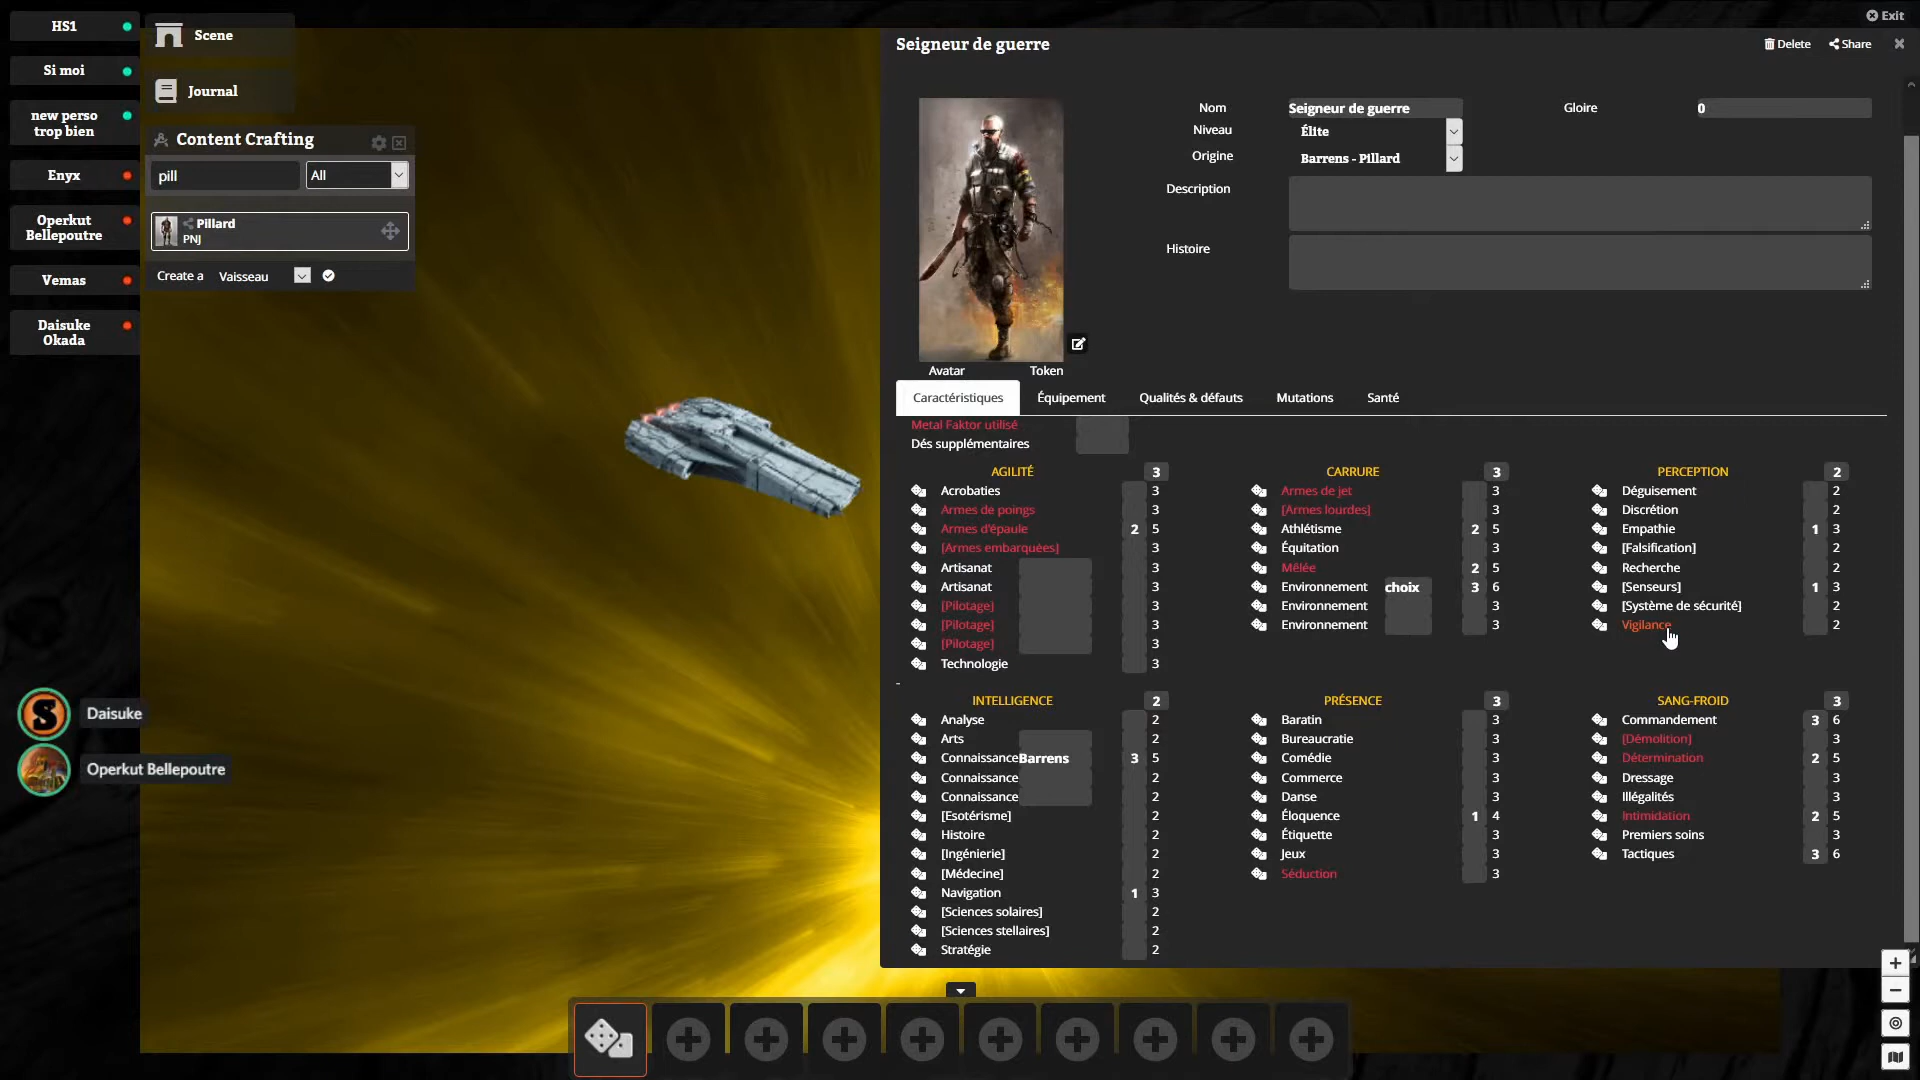 HS1
Si moi
new perso
trop bien
Enyx
Operkut
Bellepoutre
Vemas
Daisuke
Okada
Scene
Journal
Content Crafting
pill
All
Pillard
PNJ
Create a Vaisseau
Daisuke
Operkut Bellepoutre
Exit
Seigneur de guerre
Delete Share
Nom Seigneur de guerre Gloire 0
Niveau Élite
Origine Barrens - Pillard
Description
Histoire
Avatar Token
Caractéristiques Équipement Qualités & défauts Mutations Santé
Metal Faktor utilisé
Dés supplémentaires
AGILITÉ 3
Acrobaties 3
Armes de poings 3
Armes d'épaule 2 5
[Armes embarquées] 3
Artisanat 3
Artisanat 3
[Pilotage] 3
[Pilotage] 3
[Pilotage] 3
Technologie 3
CARRURE 3
Armes de jet 3
[Armes lourdes] 3
Athlétisme 2 5
Équitation 3
Mêlée 2 5
Environnement choix 3 6
Environnement 3
Environnement 3
PERCEPTION 2
Déguisement 2
Discrétion 2
Empathie 1 3
[Falsification] 2
Recherche 2
[Senseurs] 1 3
[Système de sécurité] 2
Vigilance 2
-
INTELLIGENCE 2
Analyse 2
Arts 2
Connaissance Barrens 3 5
Connaissance 2
Connaissance 2
[Esotérisme] 2
Histoire 2
[Ingénierie] 2
[Médecine] 2
Navigation 1 3
[Sciences solaires] 2
[Sciences stellaires] 2
Stratégie 2
PRÉSENCE 3
Baratin 3
Bureaucratie 3
Comédie 3
Commerce 3
Danse 3
Éloquence 1 4
Étiquette 3
Jeux 3
Séduction 3
SANG-FROID 3
Commandement 3 6
[Démolition] 3
Détermination 2 5
Dressage 3
Illégalités 3
Intimidation 2 5
Premiers soins 3
Tactiques 3 6